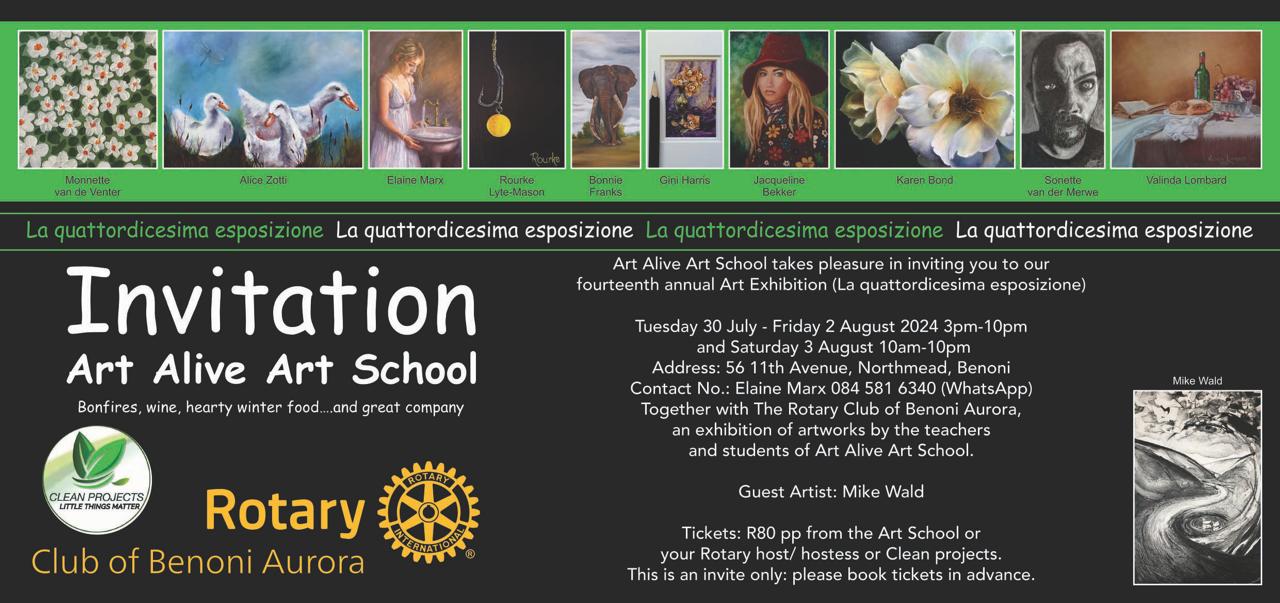 Rourke
Monnette
van de Venter
Alice Zotti
Elaine Marx
Rourke
Lyte-Mason
Bonnie
Franks
Gini Harris
Jacqueline
Bekker
Karen Bond
Sonette
van der Merwe
Valinda Lombard
La quattordicesima esposizione La quattordicesima esposizione La quattordicesima esposizione La quattordicesima esposizione
Invitation
Art Alive Art School
Bonfires, wine, hearty winter food....and great company
CLEAN PROJECTS
LITTLE THINGS MATTER
Rotary
Club of Benoni Aurora
ROTARY
INTERNATIONAL
®
Art Alive Art School takes pleasure in inviting you to our
fourteenth annual Art Exhibition (La quattordicesima esposizione)
Tuesday 30 July - Friday 2 August 2024 3pm-10pm
and Saturday 3 August 10am-10pm
Address: 56 11th Avenue, Northmead, Benoni
Contact No.: Elaine Marx 084 581 6340 (WhatsApp)
Together with The Rotary Club of Benoni Aurora,
an exhibition of artworks by the teachers
and students of Art Alive Art School.
Guest Artist: Mike Wald
Tickets: R80 pp from the Art School or
your Rotary host/ hostess or Clean projects.
This is an invite only: please book tickets in advance.
Mike Wald